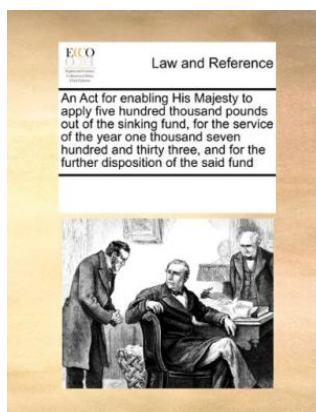 ECCO
Law and Reference
An Act for enabling His Majesty to
apply five hundred thousand pounds
out of the sinking fund, for the service
of the year one thousand seven
hundred and thirty three, and for the
further disposition of the said fund